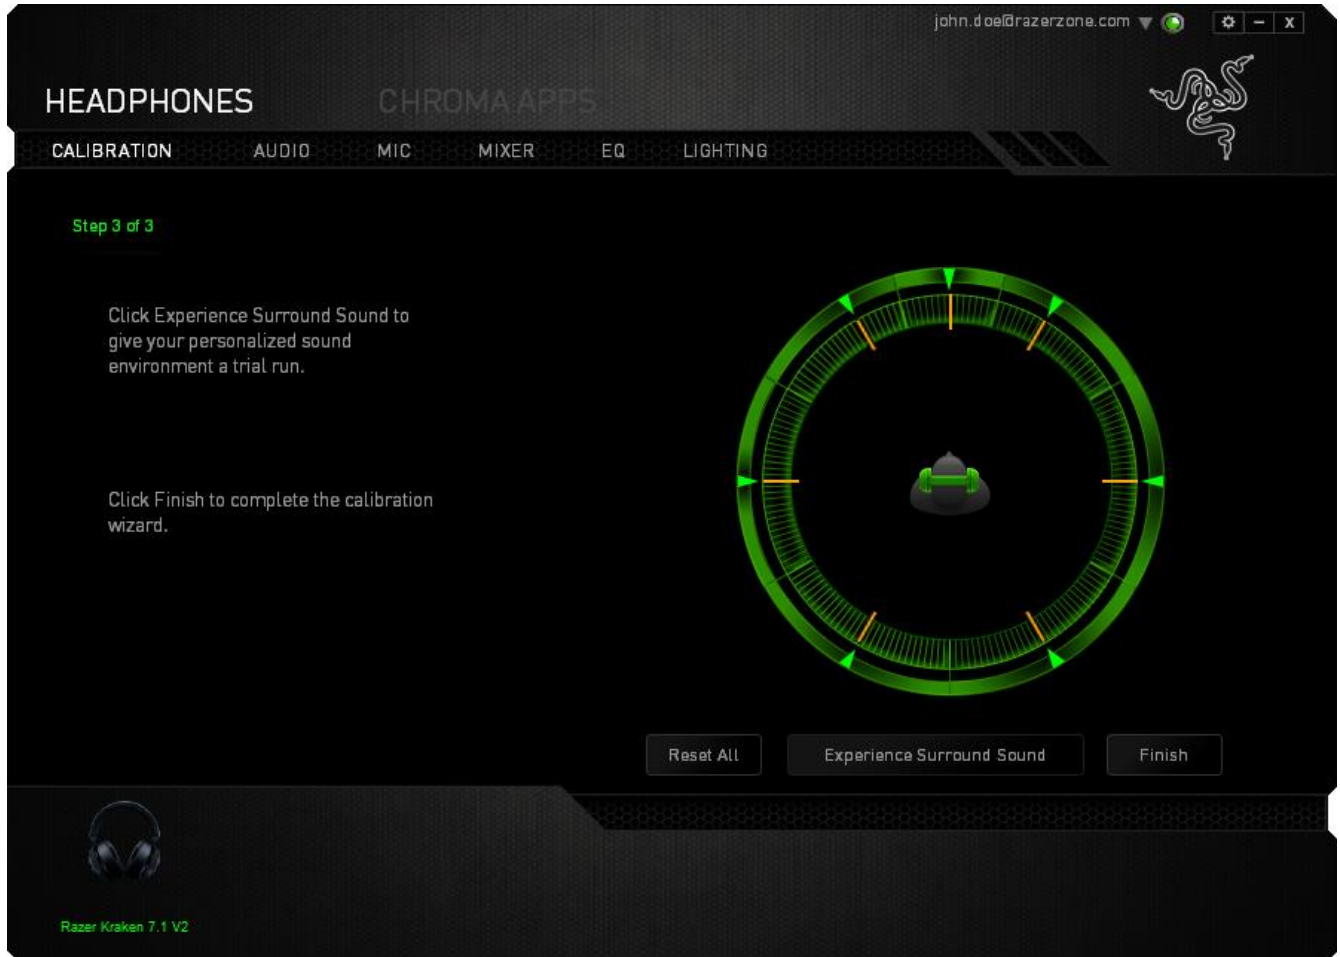 john.doe@razerzone.com
X
HEADPHONES CHROMA APPS
CALIBRATION AUDIO MIC MIXER EQ LIGHTING
Step 3 of 3
Click Experience Surround Sound to
give your personalized sound
environment a trial run.
Click Finish to complete the calibration
wizard.
Reset All Experience Surround Sound Finish
Razer Kraken 7.1 V2